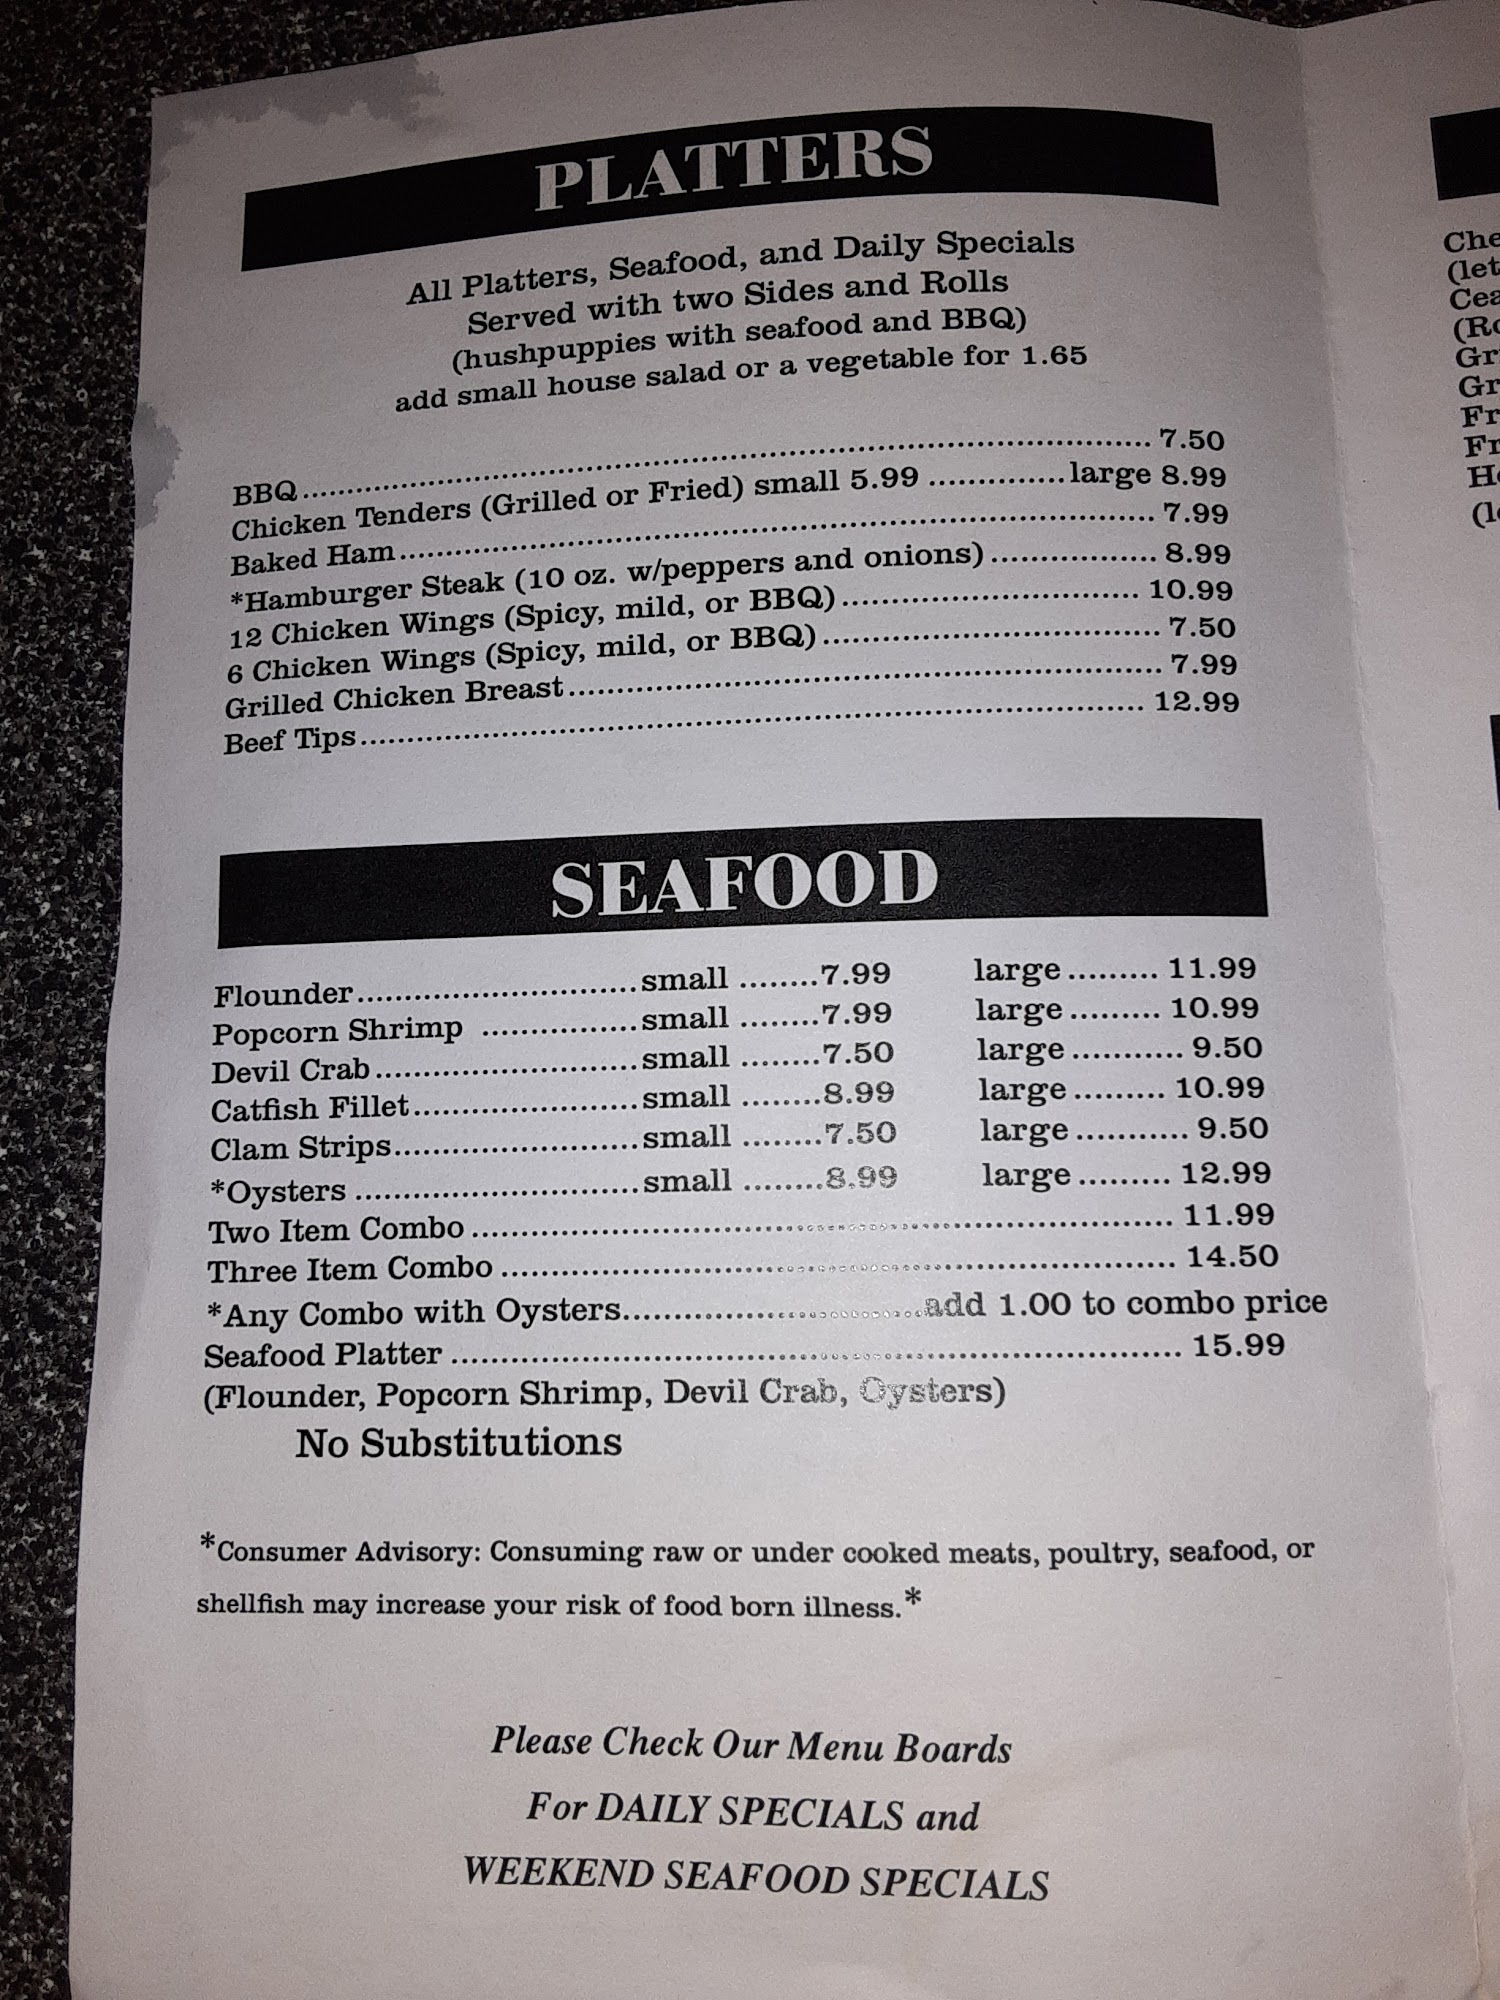 PLATTERS
All Platters, Seafood, and Daily Specials
Served with two Sides and Rolls
(hushpuppies with seafood and BBQ)
add small house salad or a vegetable for 1.65
BBQ 7.50
Chicken Tenders (Grilled or Fried) small 5.99 large 8.99
Baked Ham 7.99
*Hamburger Steak (10 oz. w/peppers and onions) 8.99
12 Chicken Wings (Spicy, mild, or BBQ) 10.99
6 Chicken Wings (Spicy, mild, or BBQ) 7.50
Grilled Chicken Breast 7.99
Beef Tips 12.99
SEAFOOD
Flounder small 7.99 large 11.99
Popcorn Shrimp small 7.99 large 10.99
Devil Crab small 7.50 large 9.50
Catfish Fillet small 8.99 large 10.99
Clam Strips small 7.50 large 9.50
*Oysters small 8.99 large 12.99
Two Item Combo 11.99
Three Item Combo 14.50
*Any Combo with Oysters add 1.00 to combo price
Seafood Platter 15.99
(Flounder, Popcorn Shrimp, Devil Crab, Oysters)
No Substitutions
*Consumer Advisory: Consuming raw or under cooked meats, poultry, seafood, or
shellfish may increase your risk of food born illness.*
Please Check Our Menu Boards
For DAILY SPECIALS and
WEEKEND SEAFOOD SPECIALS